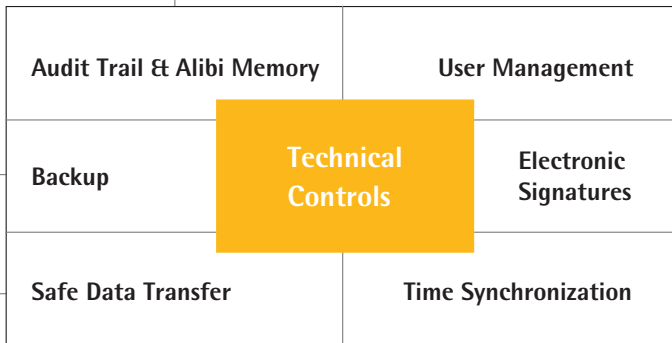 Audit Trail & Alibi Memory
User Management
Technical
Controls
Backup
Electronic
Signatures
Safe Data Transfer
Time Synchronization